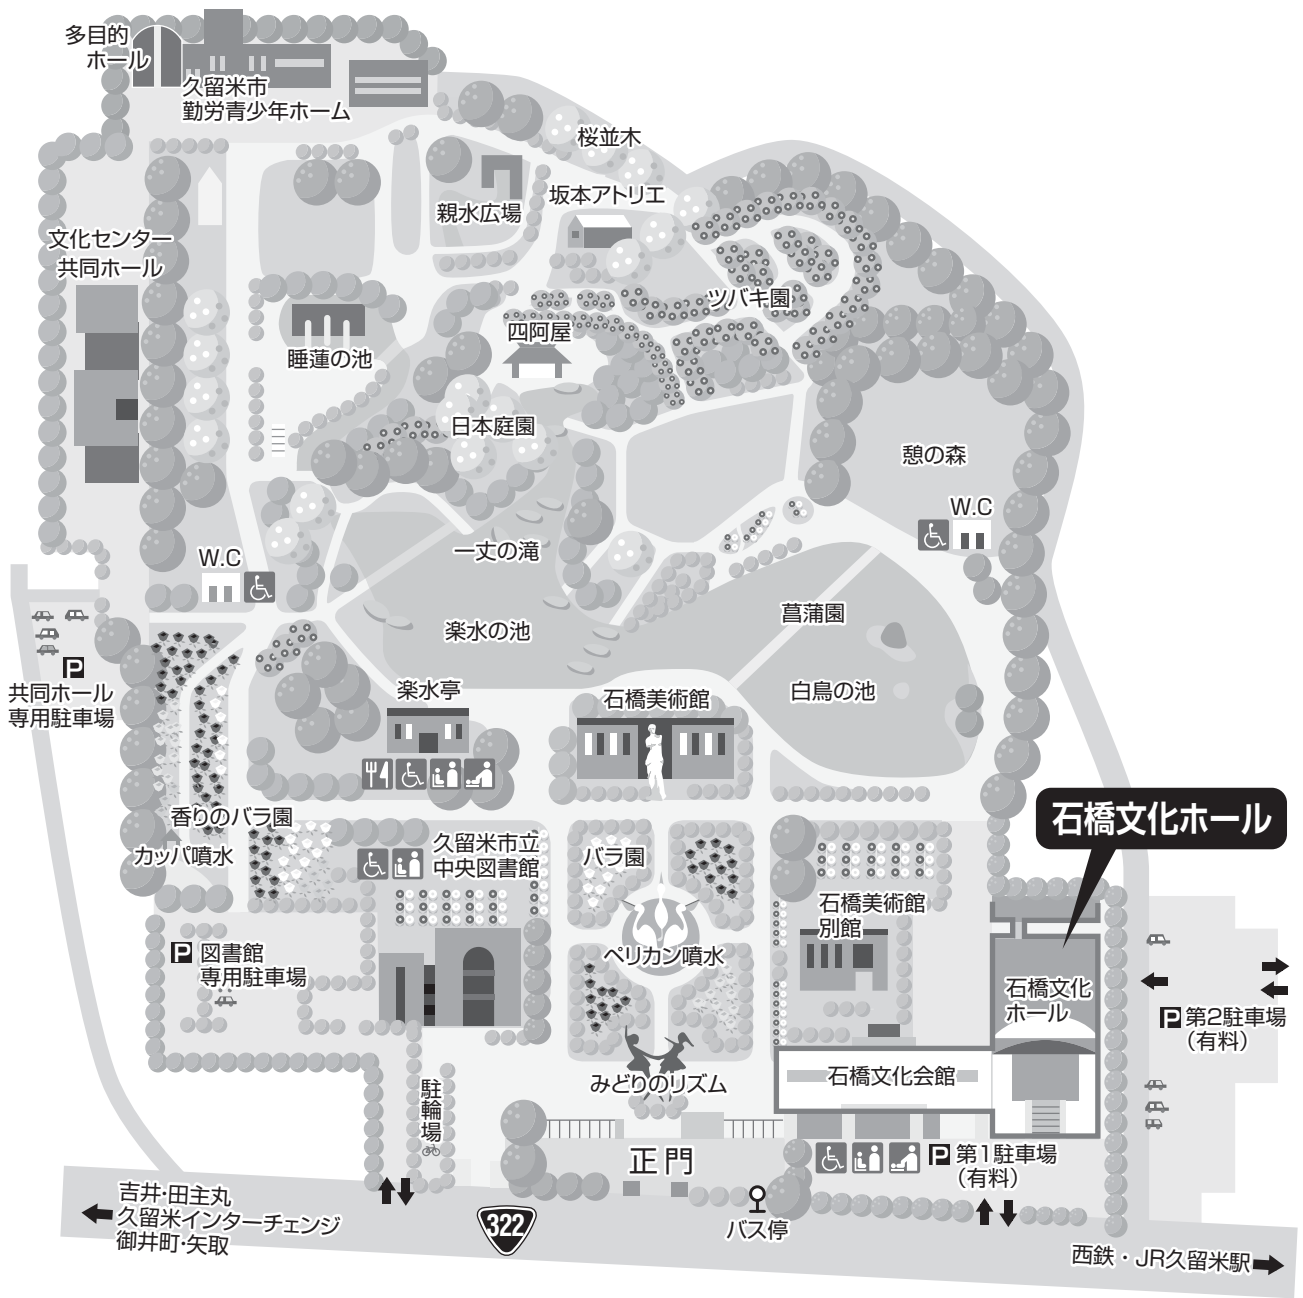 多目的
ホール
久留米市
勤労青少年ホーム
桜並木
坂本アトリエ
親水広場
文化センター
共同ホール
ツバキ園
四阿屋
睡蓮の池
日本庭園
憩の森
W.C
一丈の滝
W.C
菖蒲園
楽水の池
P
共同ホール
専用駐車場
楽水亭
石橋美術館
白鳥の池
香りのバラ園
カッパ噴水
久留米市立
中央図書館
バラ園
石橋文化ホール
石橋美術館
別館
P 図書館
専用駐車場
ペリカン噴水
石橋文化
ホール
P 第2駐車場
(有料)
みどりのリズム
石橋文化会館
駐輪場
正門
P 第1駐車場
(有料)
吉井・田主丸
久留米インターチェンジ
御井町・矢取
322
バス停
西鉄・JR久留米駅